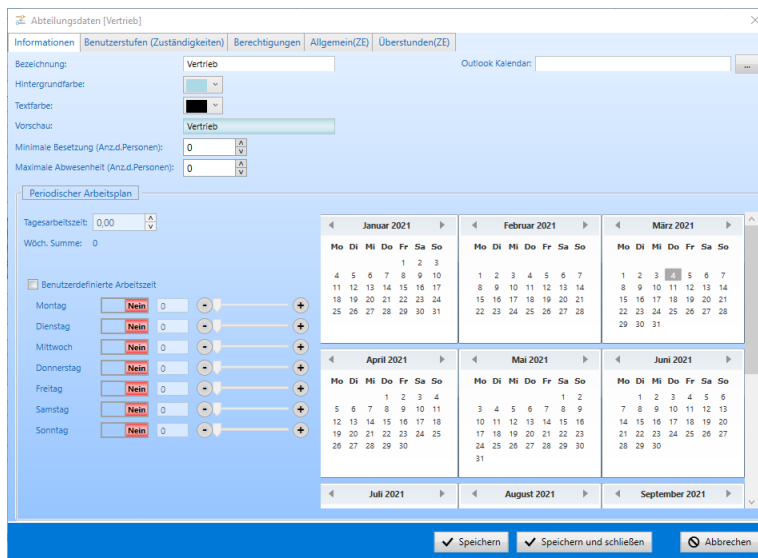 Abteilungsdaten [Vertrieb]
Informationen Benutzerstufen (Zuständigkeiten) Berechtigungen Allgemein(ZE) Überstunden(ZE)
Bezeichnung: Vertrieb Outlook Kalendar: ...
Hintergrundfarbe:
Textfarbe:
Vorschau: Vertrieb
Minimale Besetzung (Anz.d.Personen): 0
Maximale Abwesenheit (Anz.d.Personen): 0
Periodischer Arbeitsplan
Tagesarbeitszeit: 0,00
Wöch. Summe: 0
Benutzerdefinierte Arbeitszeit
Montag Nein 0 - +
Dienstag Nein 0 - +
Mittwoch Nein 0 - +
Donnerstag Nein 0 - +
Freitag Nein 0 - +
Samstag Nein 0 - +
Sonntag Nein 0 - +
Januar 2021
Mo Di Mi Do Fr Sa So
1 2 3
4 5 6 7 8 9 10
11 12 13 14 15 16 17
18 19 20 21 22 23 24
25 26 27 28 29 30 31
Februar 2021
Mo Di Mi Do Fr Sa So
1 2 3 4 5 6 7
8 9 10 11 12 13 14
15 16 17 18 19 20 21
22 23 24 25 26 27 28
März 2021
Mo Di Mi Do Fr Sa So
1 2 3 4 5 6 7
8 9 10 11 12 13 14
15 16 17 18 19 20 21
22 23 24 25 26 27 28
29 30 31
April 2021
Mo Di Mi Do Fr Sa So
1 2 3 4
5 6 7 8 9 10 11
12 13 14 15 16 17 18
19 20 21 22 23 24 25
26 27 28 29 30
Mai 2021
Mo Di Mi Do Fr Sa So
1 2
3 4 5 6 7 8 9
10 11 12 13 14 15 16
17 18 19 20 21 22 23
24 25 26 27 28 29 30
31
Juni 2021
Mo Di Mi Do Fr Sa So
1 2 3 4 5 6
7 8 9 10 11 12 13
14 15 16 17 18 19 20
21 22 23 24 25 26 27
28 29 30
Juli 2021
August 2021
September 2021
Speichern Speichern und schließen Abbrechen